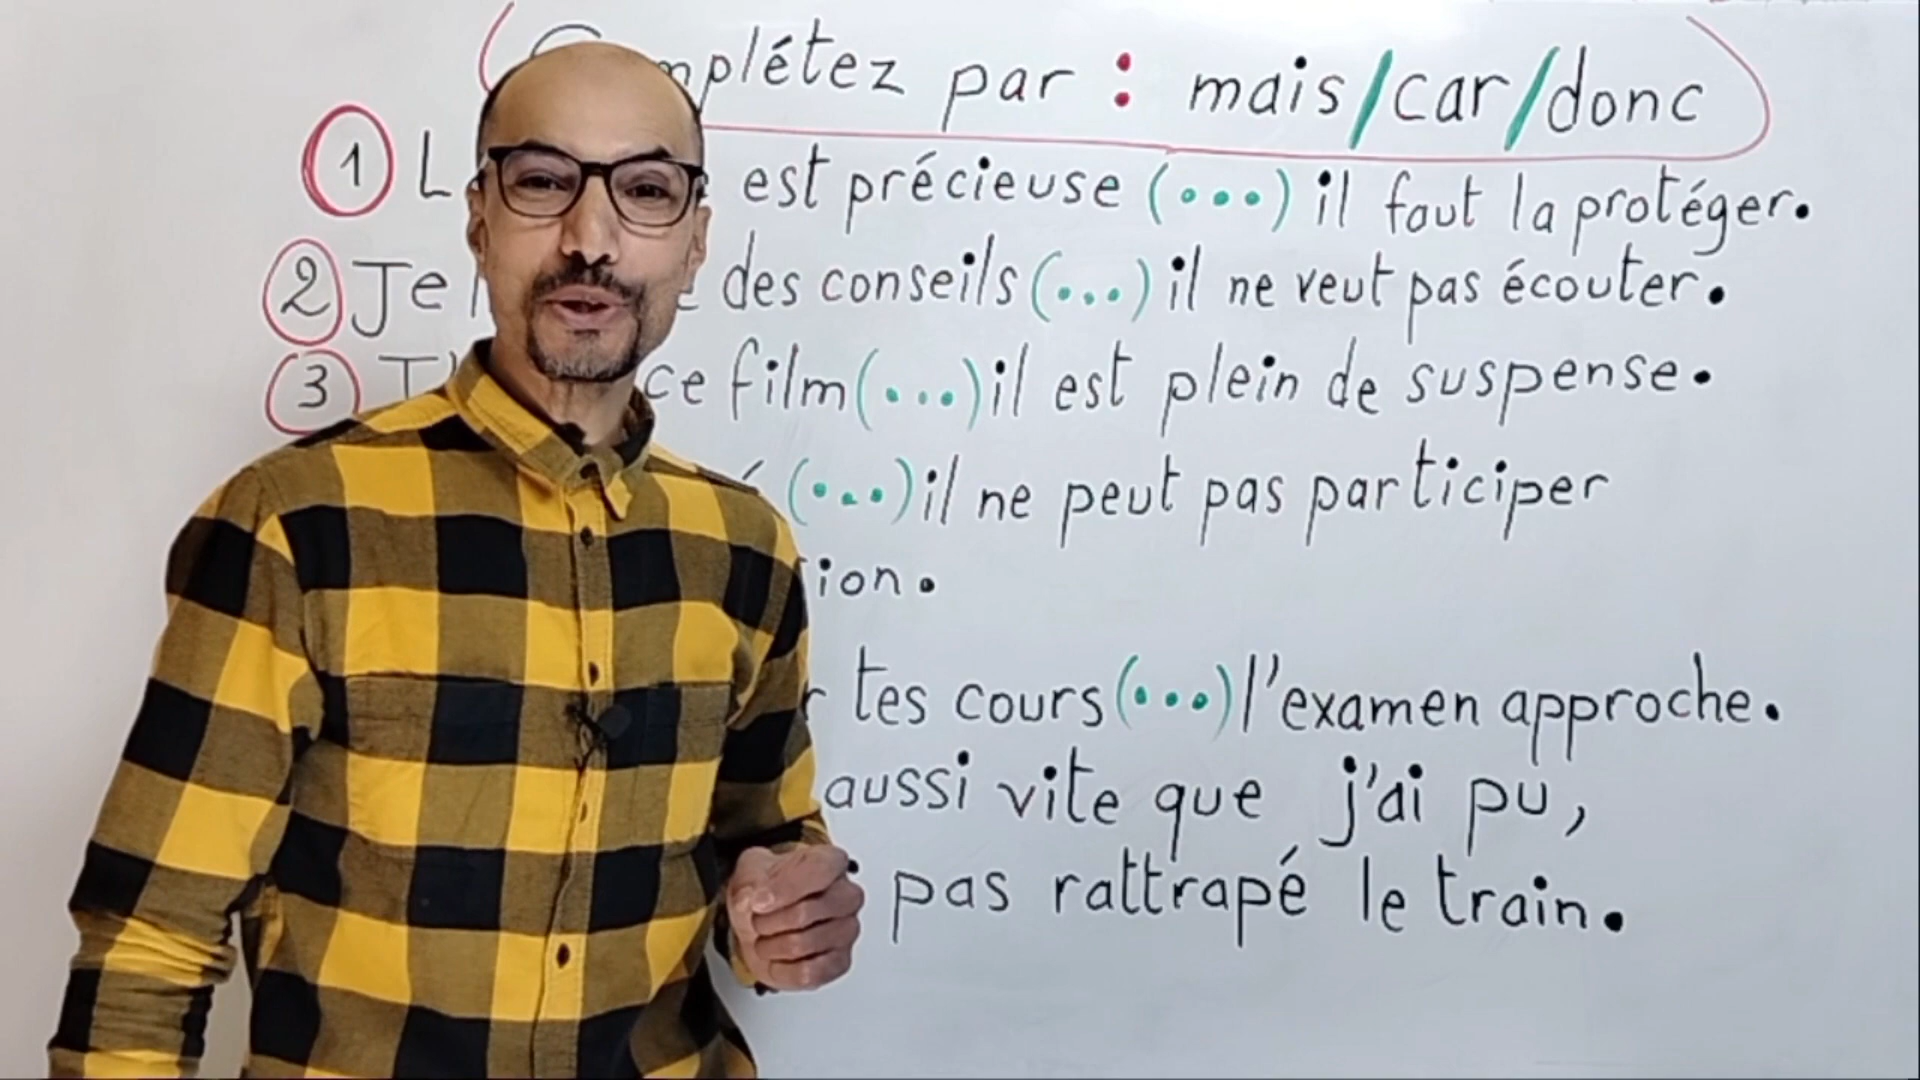 par : mais/car/donc
1 est précieuse (...) il faut la protéger.
2 Je des conseils (...) il ne veut pas écouter.
3 ce film (...) il est plein de suspense.
(...) il ne peut pas participer
tes cours (...) l'examen approche.
aussi vite que j'ai pu,
pas rattrapé le train.